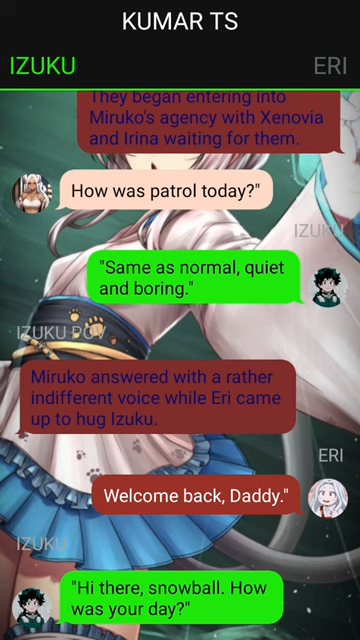 KUMAR TS
IZUKU
ERI
They began entering into
Miruko's agency with Xenovia
and Irina waiting for them.
How was patrol today?"
IZUKU
"Same as normal, quiet
and boring."
IZUKU POV
Miruko answered with a rather
indifferent voice while Eri came
up to hug Izuku.
ERI
Welcome back, Daddy."
IZUKU
"Hi there, snowball. How
was your day?"